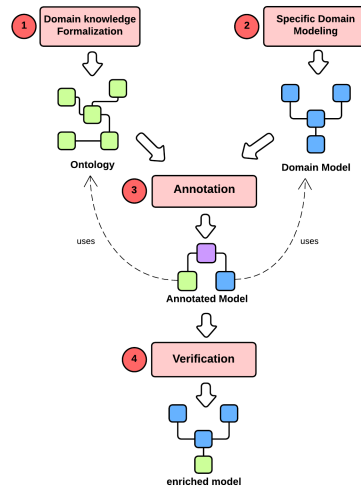 1
Domain knowledge
Formalization
2
Specific Domain
Modeling
Ontology
Domain Model
3
Annotation
uses
uses
Annotated Model
4
Verification
enriched model